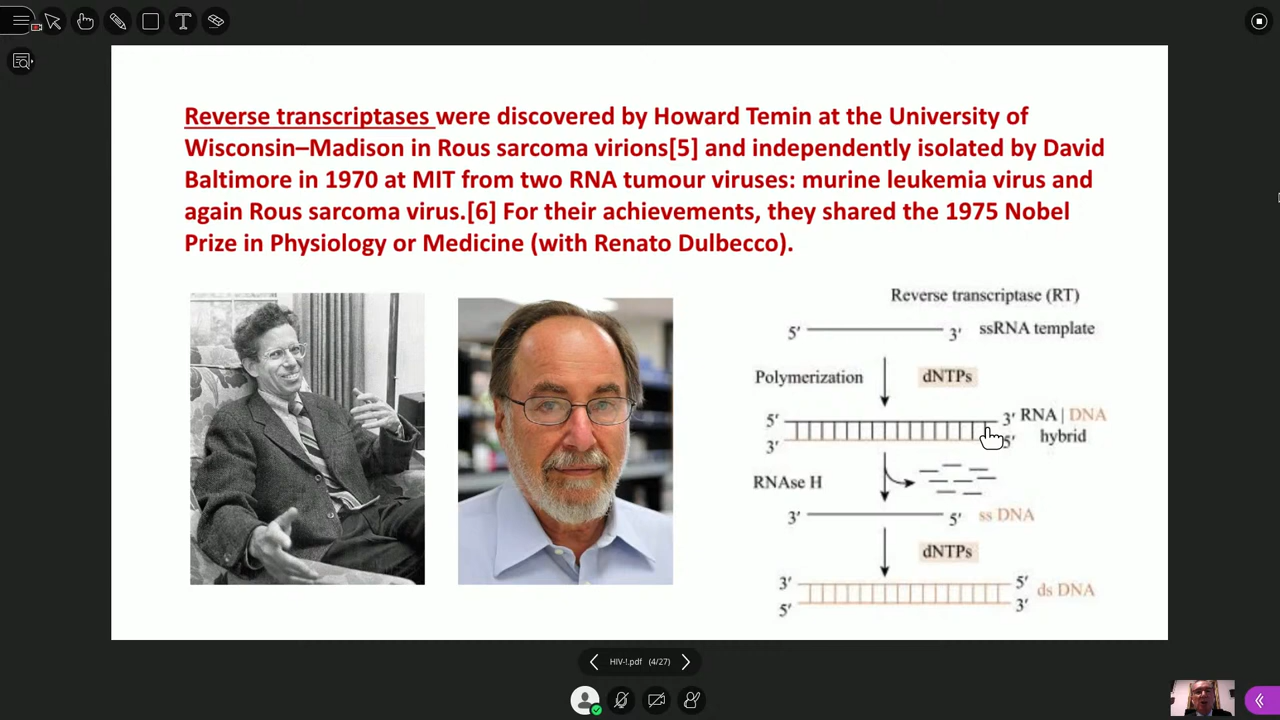 Reverse transcriptases were discovered by Howard Temin at the University of
Wisconsin–Madison in Rous sarcoma virions[5] and independently isolated by David
Baltimore in 1970 at MIT from two RNA tumour viruses: murine leukemia virus and
again Rous sarcoma virus.[6] For their achievements, they shared the 1975 Nobel
Prize in Physiology or Medicine (with Renato Dulbecco).
Reverse transcriptase (RT)
5′ 3′ ssRNA template
Polymerization dNTPs
5′ 3′ RNA | DNA
3′ 5′ hybrid
RNAse H
3′ 5′ ss DNA
dNTPs
3′ 5′ ds DNA
5′ 3′
HIV-!.pdf (4/27)